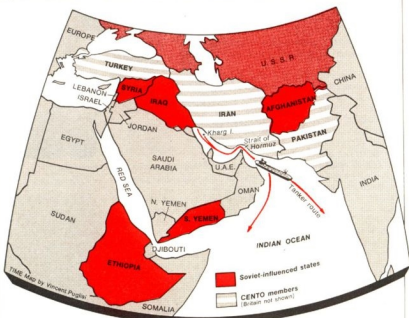 EUROPE
U.S.S.R.
TURKEY
CHINA
SYRIA
LEBANON
ISRAEL
IRAQ
IRAN
AFGHANISTAN
JORDAN
Kharg I
Strait of
Hormuz
PAKISTAN
EGYPT
SAUDI
ARABIA
U.A.E.
INDIA
RED SEA
OMAN
Tanker route
SUDAN
N. YEMEN
S. YEMEN
INDIAN OCEAN
DJIBOUTI
ETHIOPIA
SOMALIA
Soviet-influenced states
CENTO members
(Britain not shown)
TIME Map by Vincent Puglisi